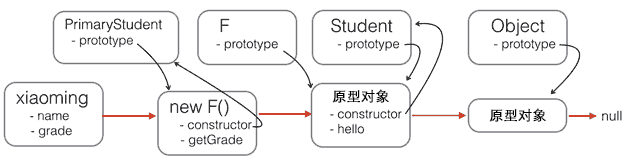 PrimaryStudent
- prototype
F
- prototype
Student
- prototype
Object
- prototype
xiaoming
- name
- grade
new F()
- constructor
- getGrade
原型对象
- constructor
- hello
原型对象
null